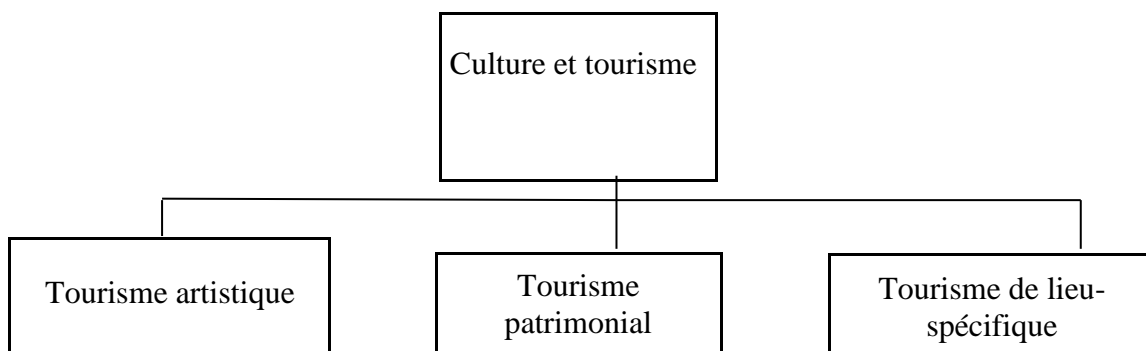 Culture et tourisme
Tourisme artistique
Tourisme
patrimonial
Tourisme de lieu-
spécifique